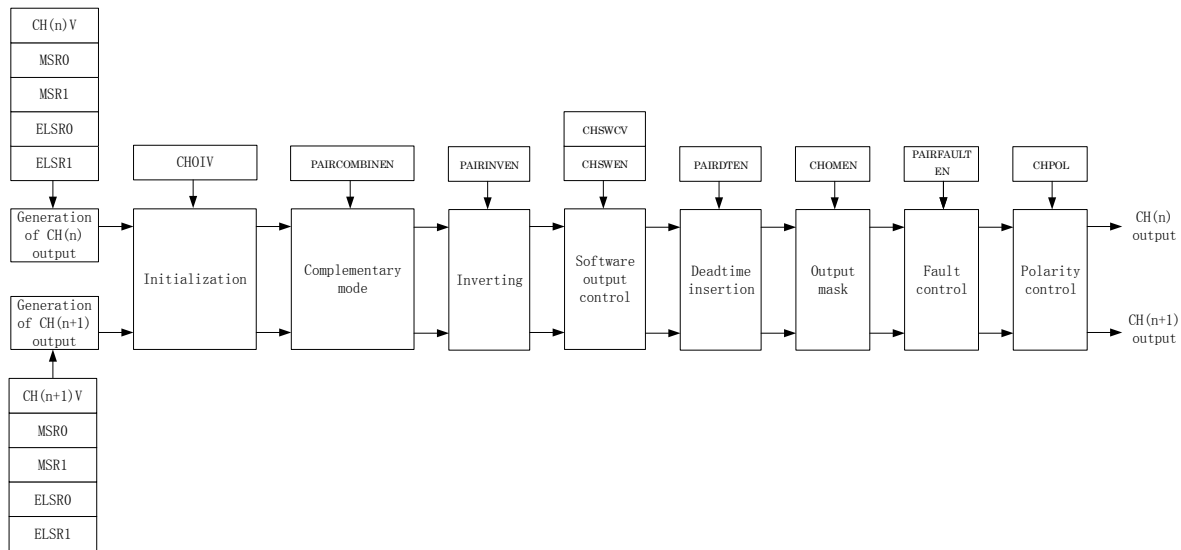 CH(n)V
MSR0
MSR1
ELSR0
ELSR1
CHOIV
PAIRCOMBINEN
PAIRINVEN
CHSWCV
CHSWEN
PAIRDTEN
CHOMEN
PAIRFAULT
EN
CHPOL
Generation
of CH(n)
output
Initialization
Complementary
mode
Inverting
Software
output
control
Deadtime
insertion
Output
mask
Fault
control
Polarity
control
CH(n)
output
Generation
of CH(n+1)
output
CH(n+1)
output
CH(n+1)V
MSR0
MSR1
ELSR0
ELSR1